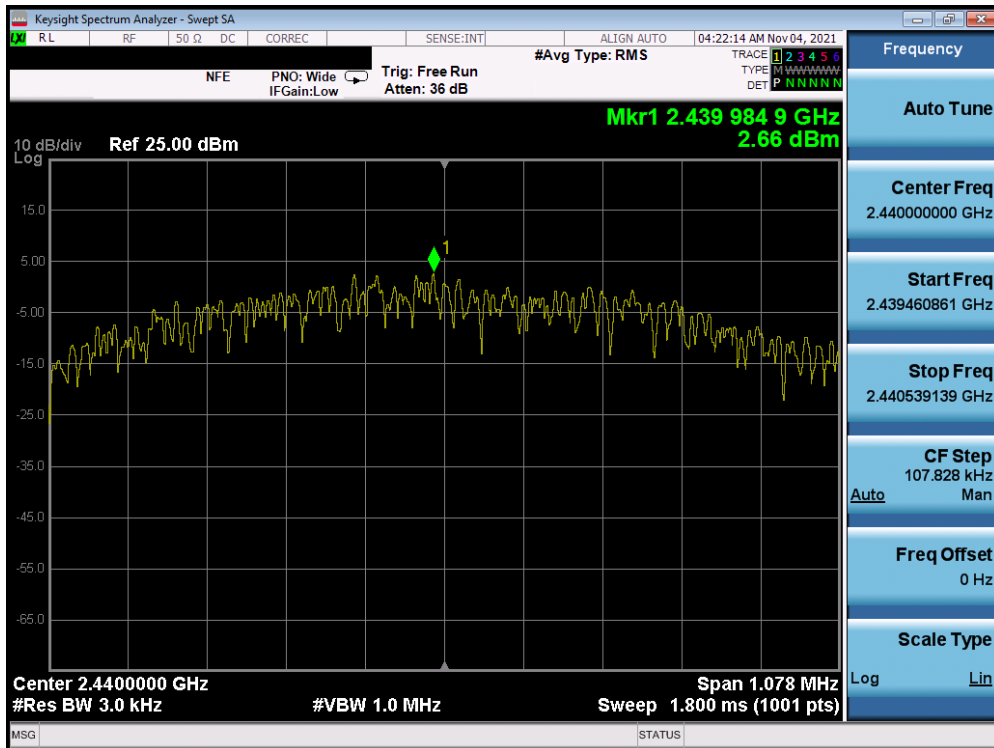 Keysight Spectrum Analyzer - Swept SA
LXI RL RF 50 Ω DC CORREC SENSE:INT ALIGN AUTO 04:22:14 AM Nov 04, 2021
#Avg Type: RMS TRACE 1 2 3 4 5 6
NFE PNO: Wide Trig: Free Run TYPE M W W W W W
IFGain:Low Atten: 36 dB DET P N N N N N
Mkr1 2.439 984 9 GHz
2.66 dBm
10 dB/div Ref 25.00 dBm
Log
15.0
5.00
1
-5.00
-15.0
-25.0
-35.0
-45.0
-55.0
-65.0
Center 2.4400000 GHz Span 1.078 MHz
#Res BW 3.0 kHz #VBW 1.0 MHz Sweep 1.800 ms (1001 pts)
MSG STATUS
Frequency
Auto Tune
Center Freq
2.440000000 GHz
Start Freq
2.439460861 GHz
Stop Freq
2.440539139 GHz
CF Step
107.828 kHz
Auto Man
Freq Offset
0 Hz
Scale Type
Log Lin